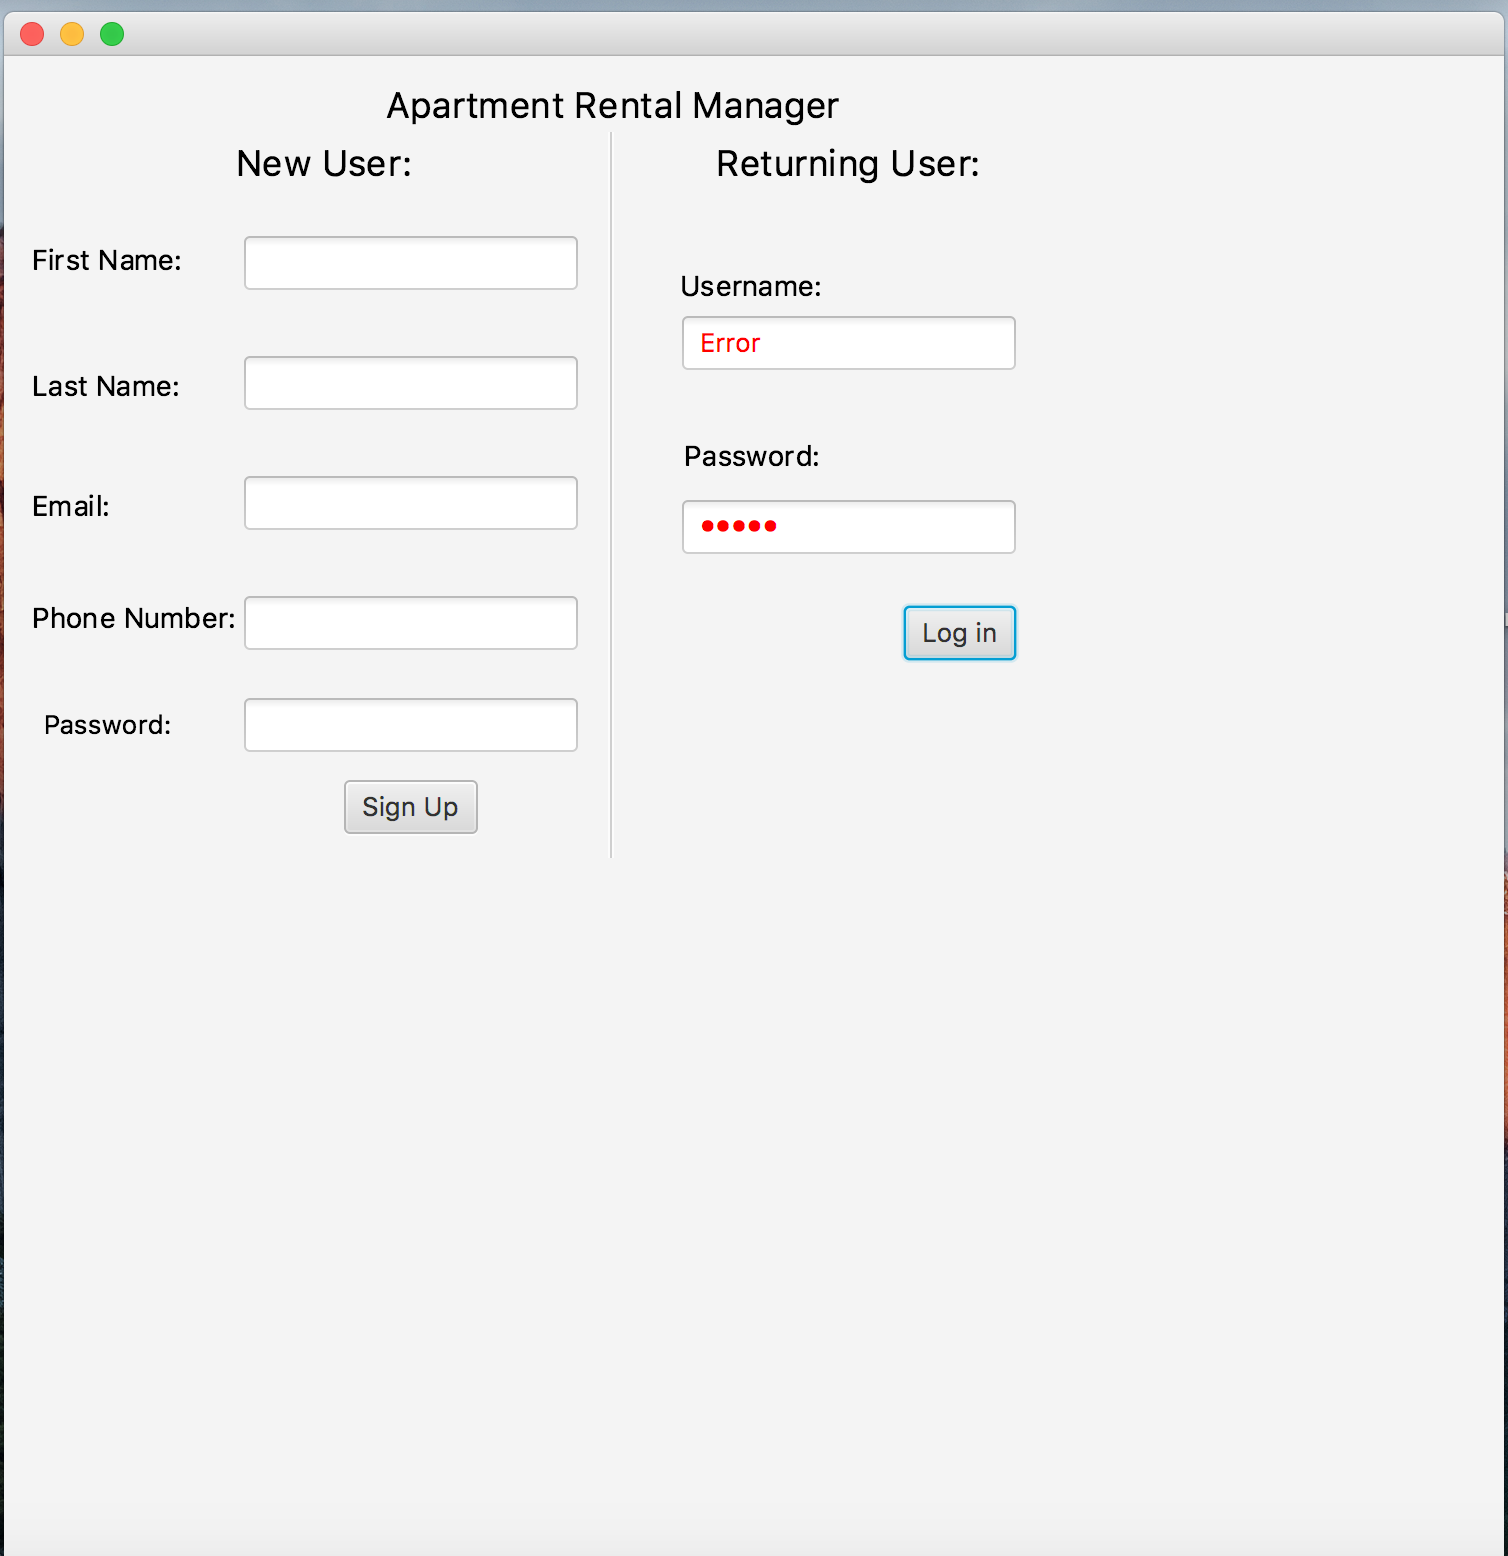 Apartment Rental Manager
New User:
First Name:
Last Name:
Email:
Phone Number:
Password:
Sign Up
Returning User:
Username:
Error
Password:
•••••
Log in